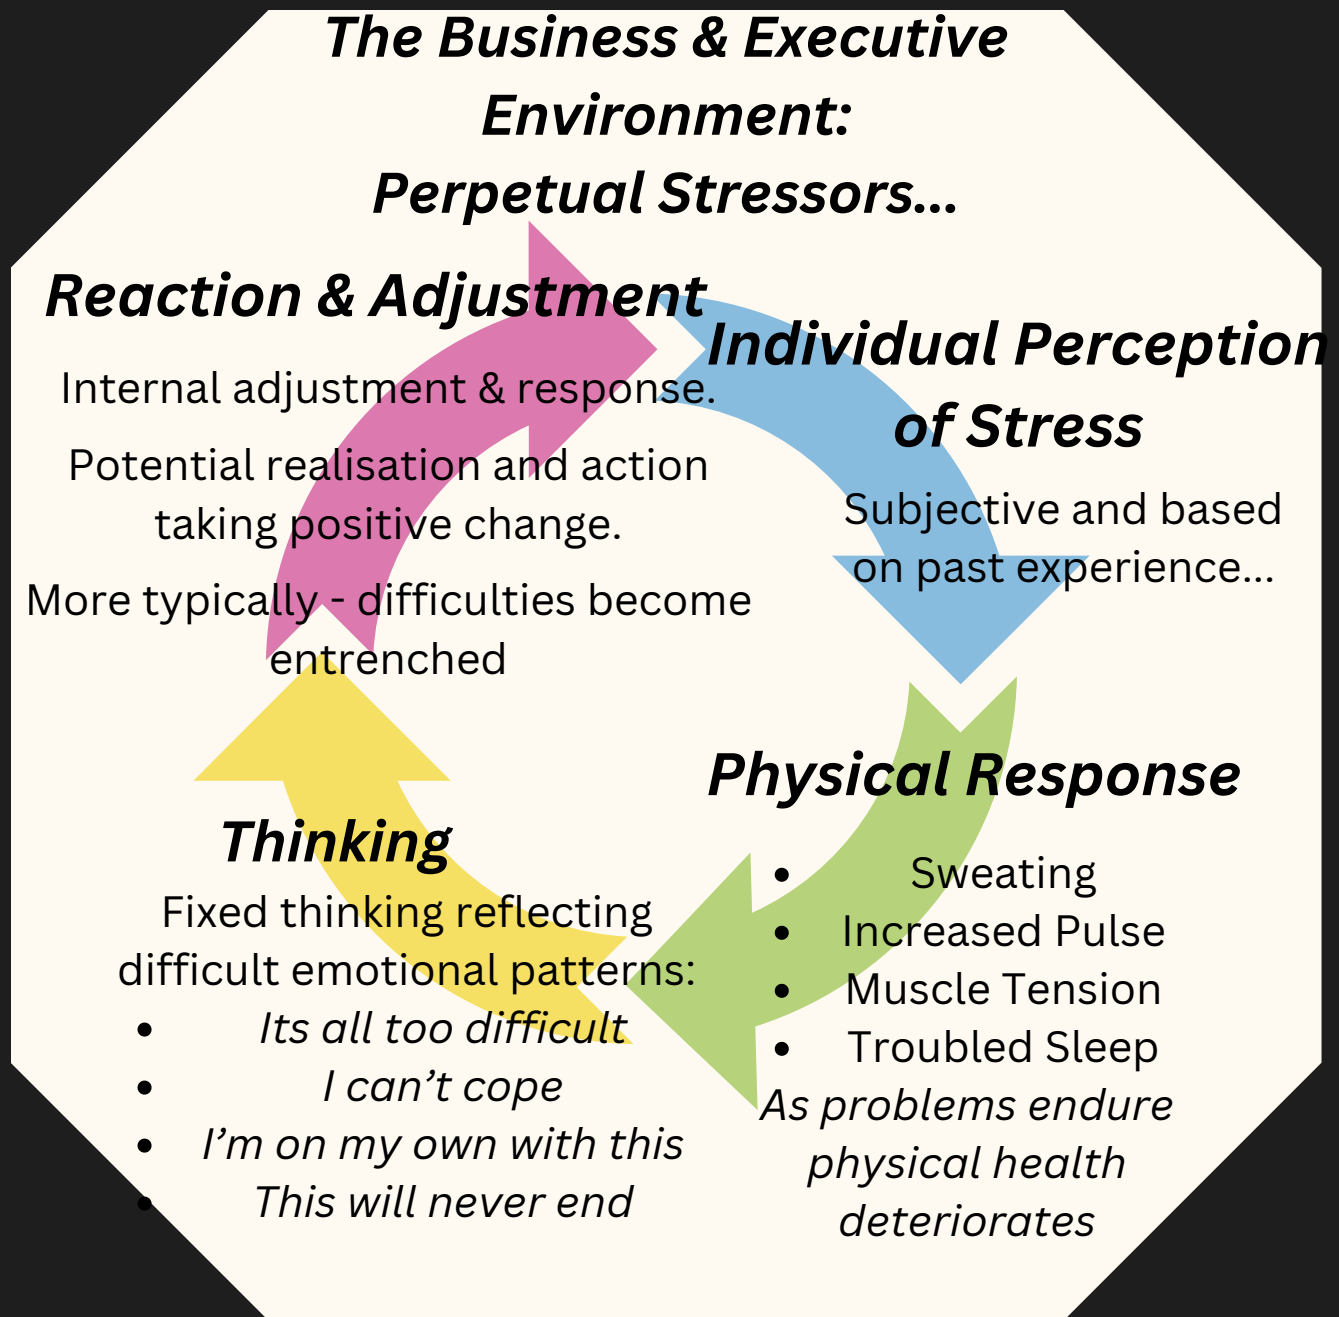 The Business & Executive
Environment:
Perpetual Stressors...
Reaction & Adjustment
Internal adjustment & response.
Potential realisation and action
taking positive change.
More typically - difficulties become
entrenched
Individual Perception
of Stress
Subjective and based
on past experience...
Physical Response
• Sweating
• Increased Pulse
• Muscle Tension
• Troubled Sleep
As problems endure
physical health
deteriorates
Thinking
Fixed thinking reflecting
difficult emotional patterns:
• Its all too difficult
• I can’t cope
• I’m on my own with this
• This will never end